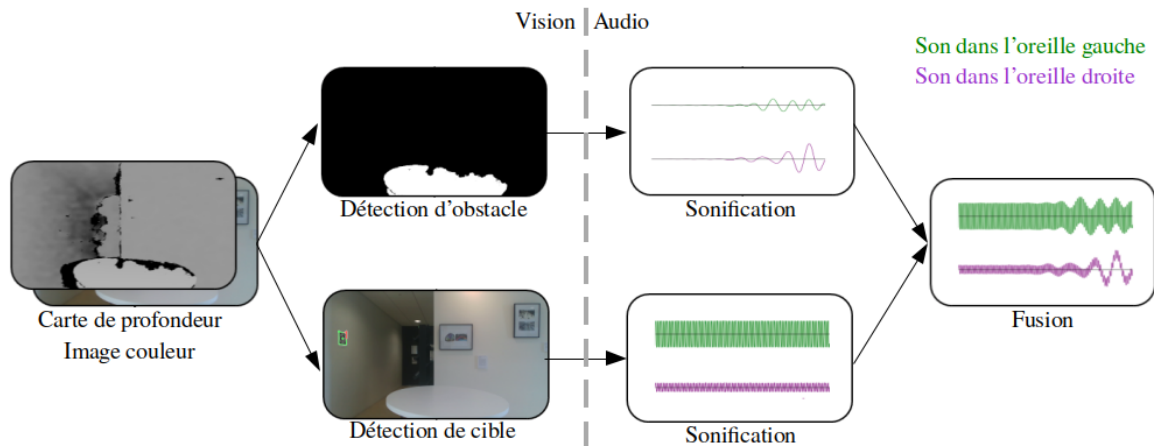 Vision
Audio
Son dans l'oreille gauche
Son dans l'oreille droite
Détection d'obstacle
Sonification
Carte de profondeur
Image couleur
Fusion
Détection de cible
Sonification